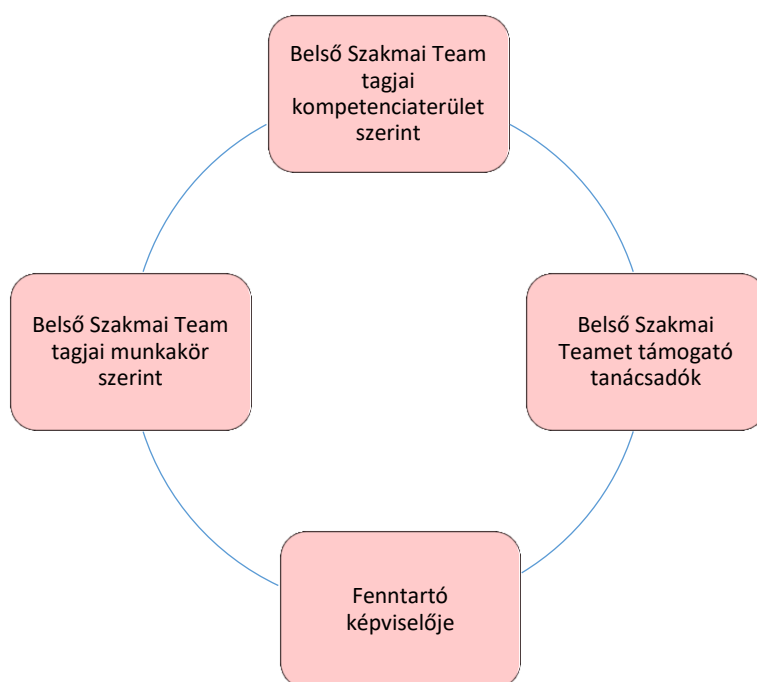 Belső Szakmai Team
tagjai
kompetenciaterület
szerint
Belső Szakmai Team
tagjai munkakör
szerint
Belső Szakmai
Teamet támogató
tanácsadók
Fenntartó
képviselője